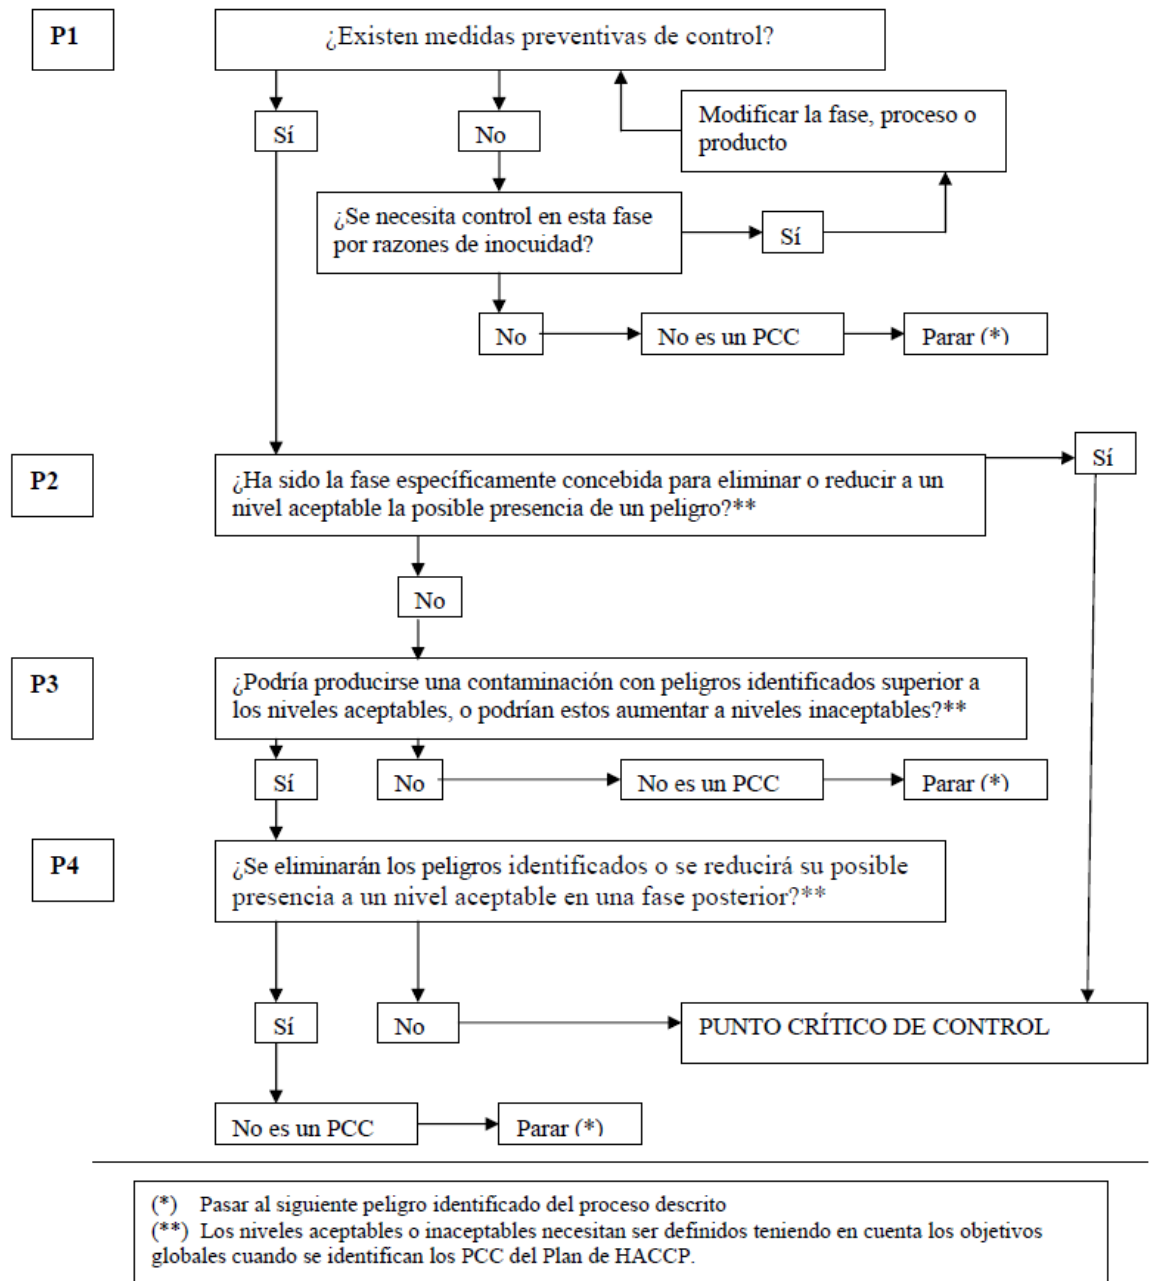 P1
¿Existen medidas preventivas de control?
Sí
No
Modificar la fase, proceso o
producto
¿Se necesita control en esta fase
por razones de inocuidad?
Sí
No
No es un PCC
Parar (*)
P2
¿Ha sido la fase específicamente concebida para eliminar o reducir a un
nivel aceptable la posible presencia de un peligro?**
Sí
No
P3
¿Podría producirse una contaminación con peligros identificados superior a
los niveles aceptables, o podrían estos aumentar a niveles inaceptables?**
Sí
No
No es un PCC
Parar (*)
P4
¿Se eliminarán los peligros identificados o se reducirá su posible
presencia a un nivel aceptable en una fase posterior?**
Sí
No
PUNTO CRÍTICO DE CONTROL
No es un PCC
Parar (*)
(*) Pasar al siguiente peligro identificado del proceso descrito
(**) Los niveles aceptables o inaceptables necesitan ser definidos teniendo en cuenta los objetivos
globales cuando se identifican los PCC del Plan de HACCP.